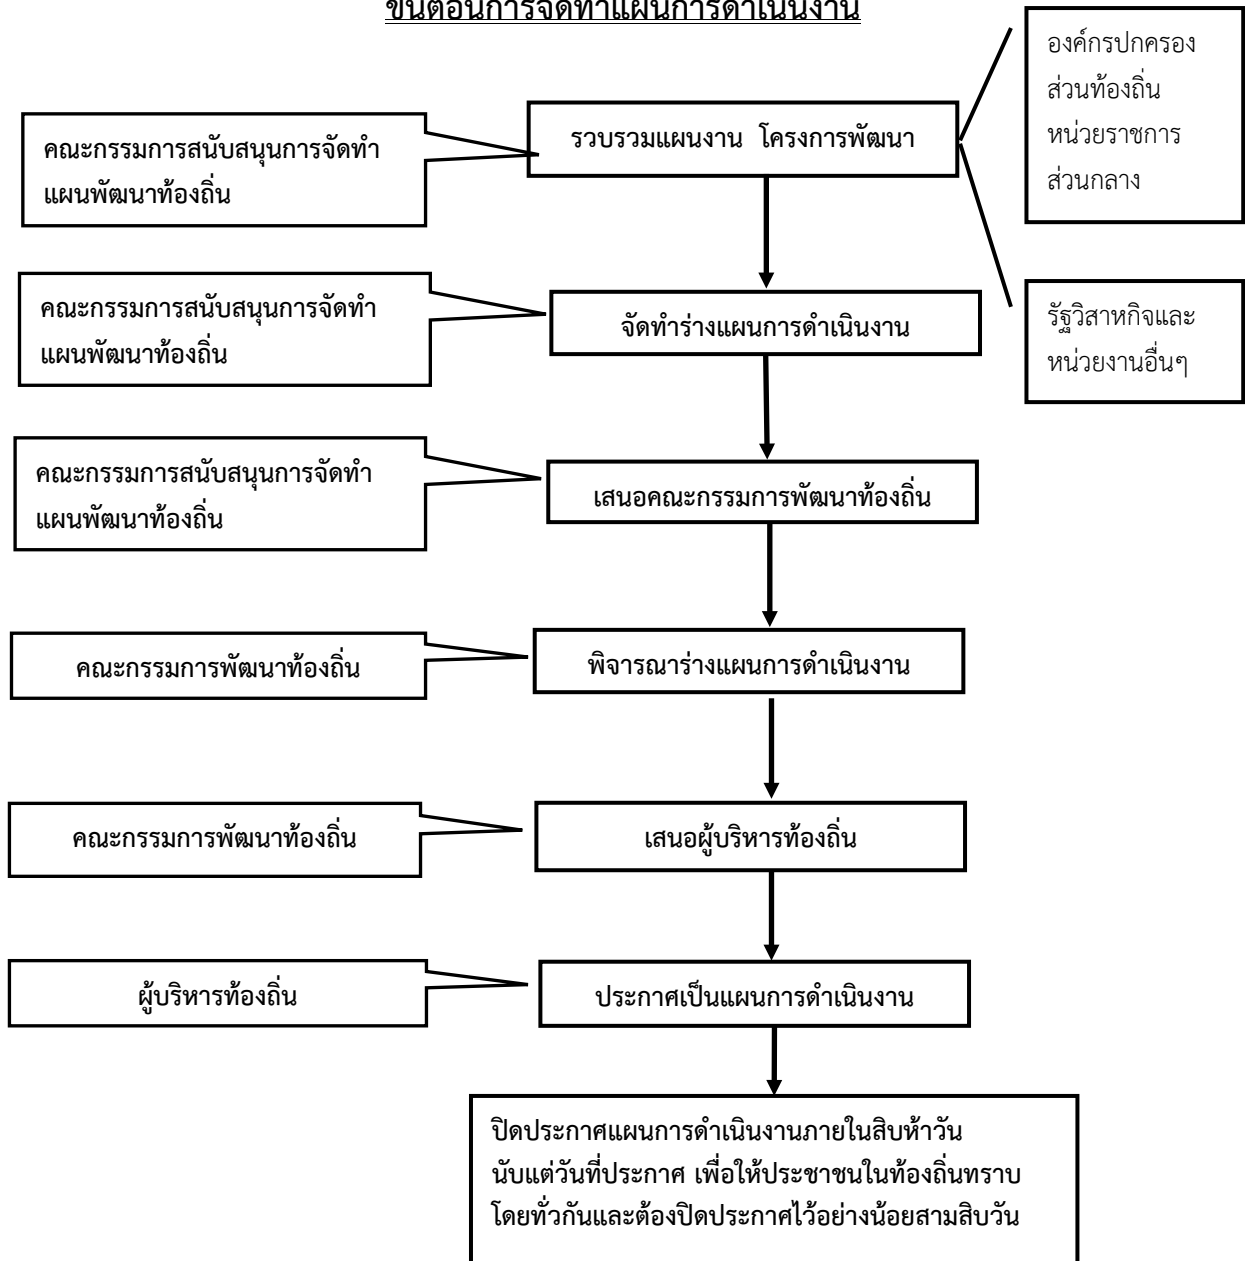 ขั้นตอนการจัดทำแผนการดำเนินงาน
องค์กรปกครอง
ส่วนท้องถิ่น
หน่วยราชการ
ส่วนกลาง
รวบรวมแผนงาน โครงการพัฒนา
คณะกรรมการสนับสนุนการจัดทำ
แผนพัฒนาท้องถิ่น
รัฐวิสาหกิจและ
หน่วยงานอื่นๆ
คณะกรรมการสนับสนุนการจัดทำ
แผนพัฒนาท้องถิ่น
จัดทำร่างแผนการดำเนินงาน
คณะกรรมการสนับสนุนการจัดทำ
แผนพัฒนาท้องถิ่น
เสนอคณะกรรมการพัฒนาท้องถิ่น
คณะกรรมการพัฒนาท้องถิ่น
พิจารณาร่างแผนการดำเนินงาน
คณะกรรมการพัฒนาท้องถิ่น
เสนอผู้บริหารท้องถิ่น
ผู้บริหารท้องถิ่น
ประกาศเป็นแผนการดำเนินงาน
ปิดประกาศแผนการดำเนินงานภายในสิบห้าวัน
นับแต่วันที่ประกาศ เพื่อให้ประชาชนในท้องถิ่นทราบ
โดยทั่วกันและต้องปิดประกาศไว้อย่างน้อยสามสิบวัน